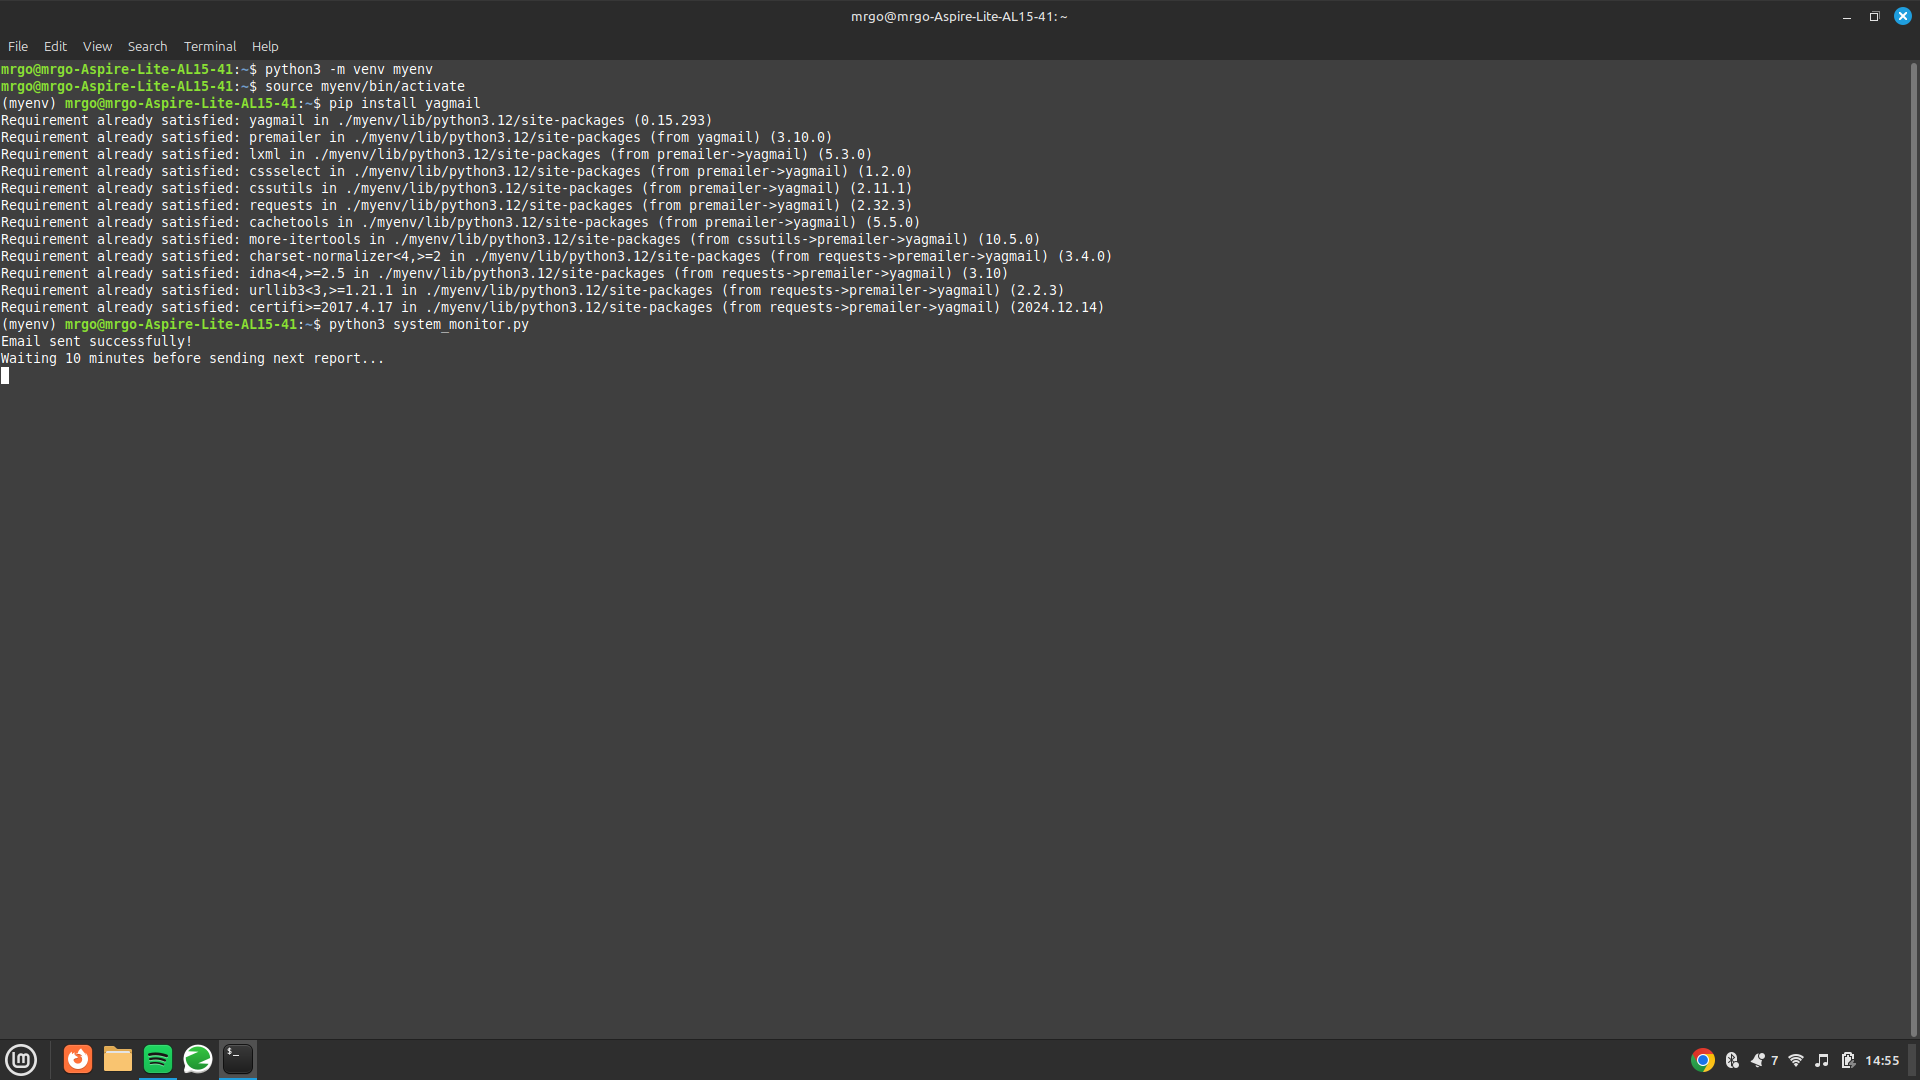 mrgo@mrgo-Aspire-Lite-AL15-41: ~
File Edit View Search Terminal Help
mrgo@mrgo-Aspire-Lite-AL15-41:~$ python3 -m venv myenv
mrgo@mrgo-Aspire-Lite-AL15-41:~$ source myenv/bin/activate
(myenv) mrgo@mrgo-Aspire-Lite-AL15-41:~$ pip install yagmail
Requirement already satisfied: yagmail in ./myenv/lib/python3.12/site-packages (0.15.293)
Requirement already satisfied: premailer in ./myenv/lib/python3.12/site-packages (from yagmail) (3.10.0)
Requirement already satisfied: lxml in ./myenv/lib/python3.12/site-packages (from premailer->yagmail) (5.3.0)
Requirement already satisfied: cssselect in ./myenv/lib/python3.12/site-packages (from premailer->yagmail) (1.2.0)
Requirement already satisfied: cssutils in ./myenv/lib/python3.12/site-packages (from premailer->yagmail) (2.11.1)
Requirement already satisfied: requests in ./myenv/lib/python3.12/site-packages (from premailer->yagmail) (2.32.3)
Requirement already satisfied: cachetools in ./myenv/lib/python3.12/site-packages (from premailer->yagmail) (5.5.0)
Requirement already satisfied: more-itertools in ./myenv/lib/python3.12/site-packages (from cssutils->premailer->yagmail) (10.5.0)
Requirement already satisfied: charset-normalizer<4,>=2 in ./myenv/lib/python3.12/site-packages (from requests->premailer->yagmail) (3.4.0)
Requirement already satisfied: idna<4,>=2.5 in ./myenv/lib/python3.12/site-packages (from requests->premailer->yagmail) (3.10)
Requirement already satisfied: urllib3<3,>=1.21.1 in ./myenv/lib/python3.12/site-packages (from requests->premailer->yagmail) (2.2.3)
Requirement already satisfied: certifi>=2017.4.17 in ./myenv/lib/python3.12/site-packages (from requests->premailer->yagmail) (2024.12.14)
(myenv) mrgo@mrgo-Aspire-Lite-AL15-41:~$ python3 system_monitor.py
Email sent successfully!
Waiting 10 minutes before sending next report...
$_
7 14:55